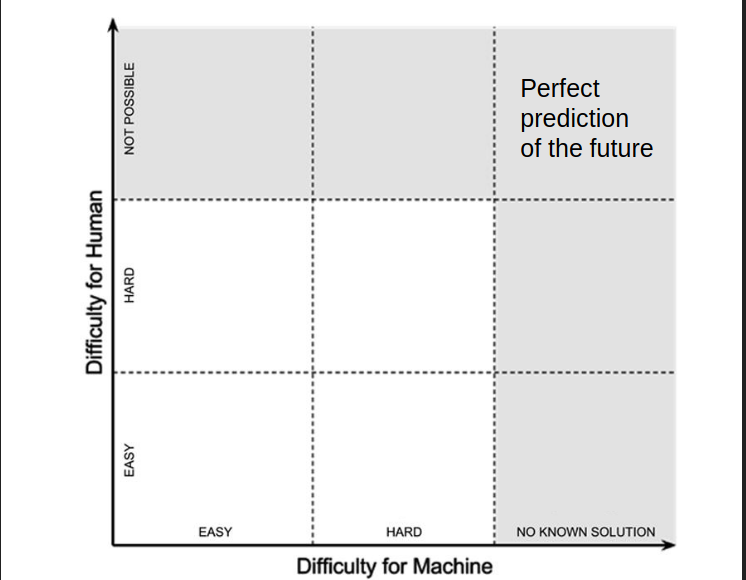 NOT POSSIBLE
Perfect
prediction
of the future
Difficulty for Human
HARD
EASY
EASY
HARD
NO KNOWN SOLUTION
Difficulty for Machine